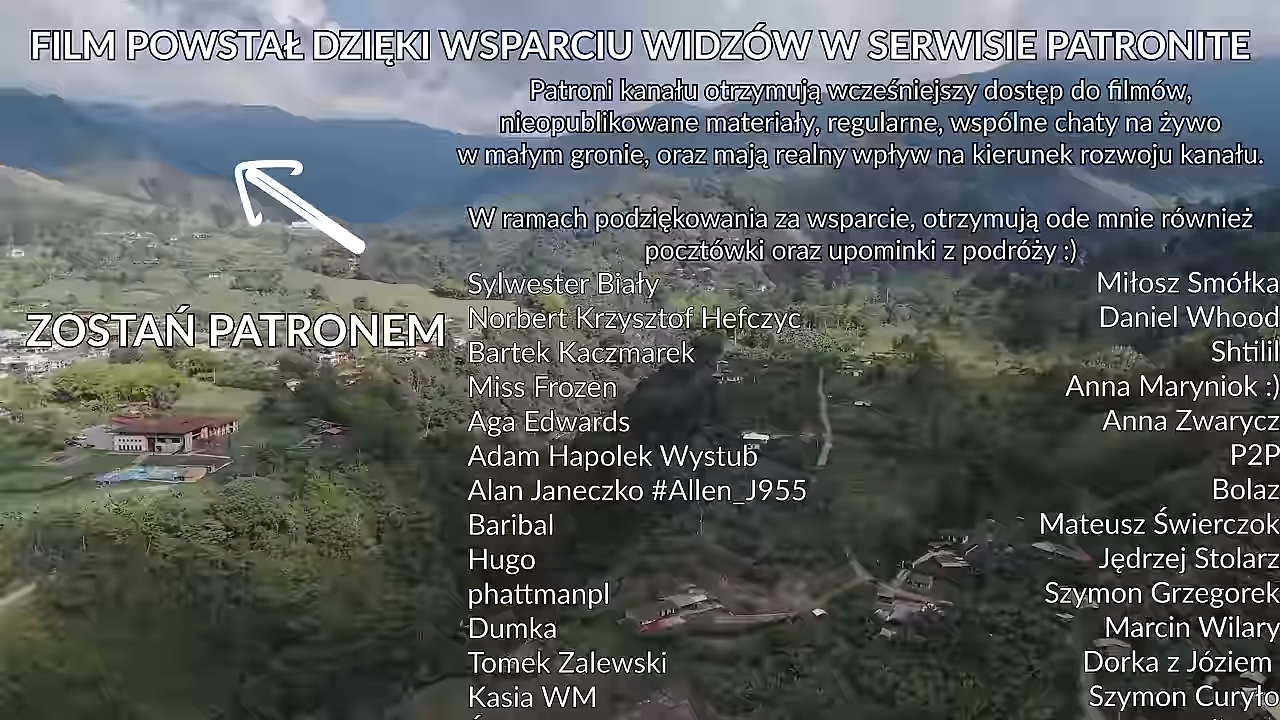 FILM POWSTAŁ DZIĘKI WSPARCIU WIDZÓW W SERWISIE PATRONITE
Patroni kanału otrzymują wcześniejszy dostęp do filmów,
nieopublikowane materiały, regularne, wspólne chaty na żywo
w małym gronie, oraz mają realny wpływ na kierunek rozwoju kanału.
W ramach podziękowania za wsparcie, otrzymują ode mnie również
pocztówki oraz upominki z podróży :)
ZOSTAŃ PATRONEM
Sylwester Biały
Norbert Krzysztof Hefczyc
Bartek Kaczmarek
Miss Frozen
Aga Edwards
Adam Hapolek Wystub
Alan Janeczko #Allen_J955
Baribal
Hugo
phattmanpl
Dumka
Tomek Zalewski
Kasia WM
Miłosz Smółka
Daniel Whood
Shtilil
Anna Maryniok :)
Anna Zwarycz
P2P
Bolaz
Mateusz Świerczok
Jędrzej Stolarz
Szymon Grzegorek
Marcin Wilary
Dorka z Józiem
Szymon Curyło